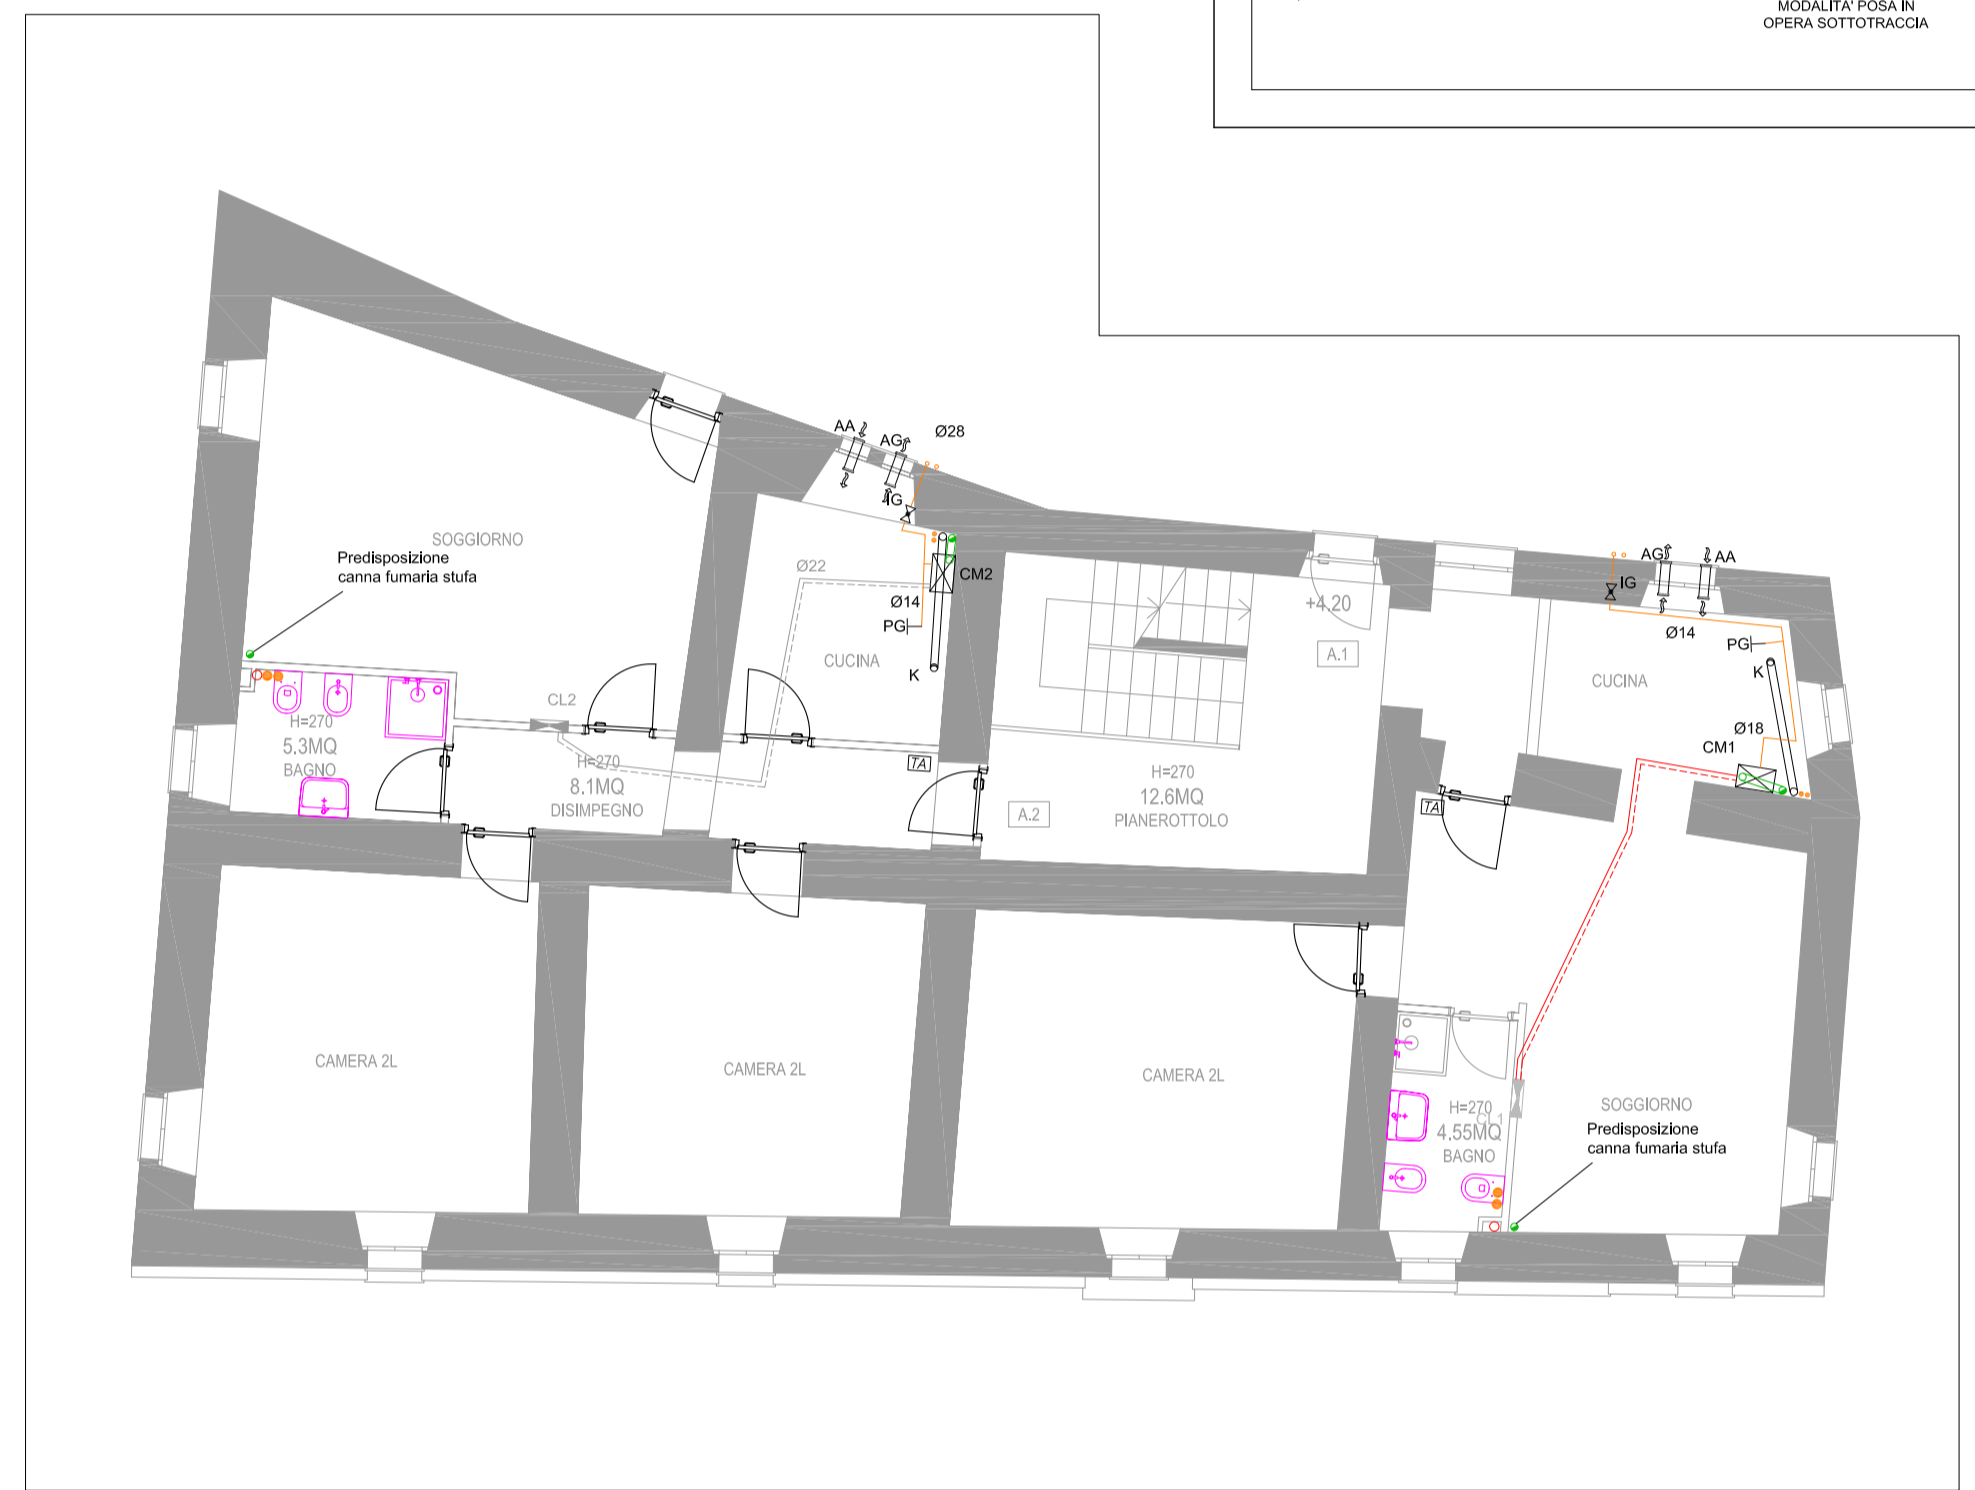 MODALITA' POSA IN
OPERA SOTTOTRACCIA
AA
AG
Ø28
IG
SOGGIORNO
Predisposizione
canna fumaria stufa
Ø22
CM2
Ø14
PG
CUCINA
K
+4.20
A.1
AG
AA
IG
Ø14
PG
K
CUCINA
Ø18
CM1
CL2
H=270
5.3MQ
BAGNO
H=270
8.1MQ
DISIMPEGNO
TA
A.2
H=270
12.6MQ
PIANEROTTOLO
TA
CAMERA 2L
CAMERA 2L
CAMERA 2L
H=270
CL1
4.55MQ
BAGNO
SOGGIORNO
Predisposizione
canna fumaria stufa